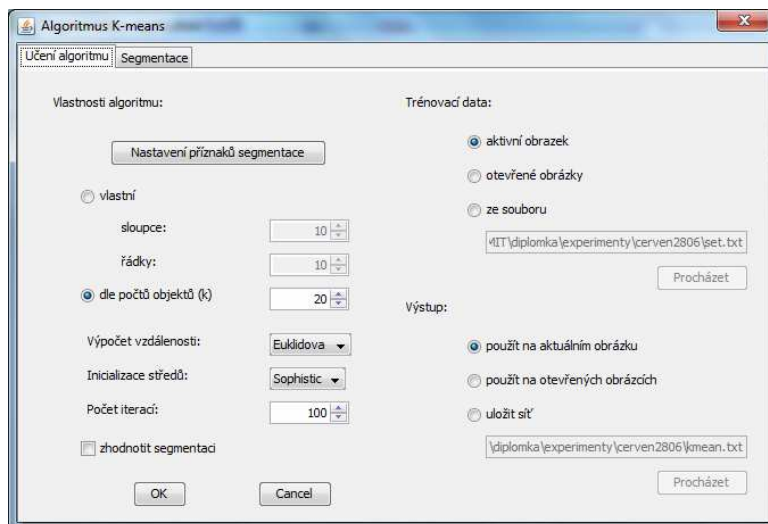 Algoritmus K-means
Učení algoritmu
Segmentace
Vlastnosti algoritmu:
Nastavení příznaků segmentace
vlastní
sloupce:
10
řádky:
10
dle počtů objektů (k)
20
Výpočet vzdálenosti:
Euklidova
Inicializace středů:
Sophistic
Počet iterací:
100
zhodnotit segmentaci
OK
Cancel
Trénovací data:
aktivní obrazek
otevřené obrázky
ze souboru
MIT\diplomka\experimenty\cerven2806\set.txt
Procházet
Výstup:
použít na aktuálním obrázku
použít na otevřených obrázcích
uložit síť
\diplomka\experimenty\cerven2806\kmean.txt
Procházet